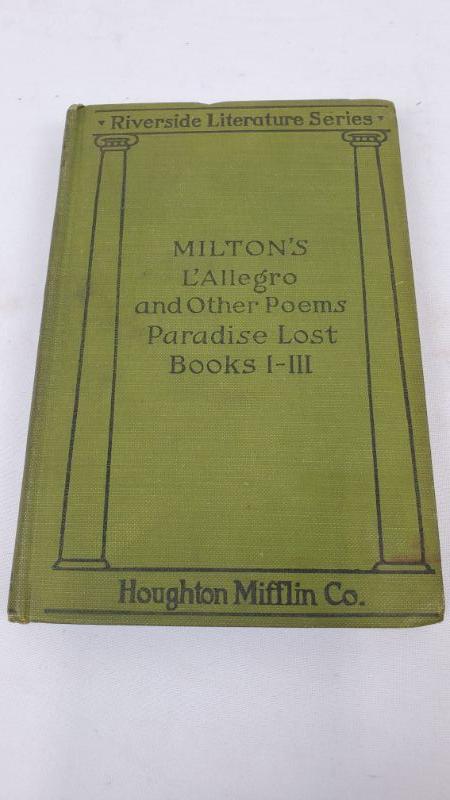 Riverside Literature Series
MILTON'S
L'Allegro
and Other Poems
Paradise Lost
Books I-III
Houghton Mifflin Co.